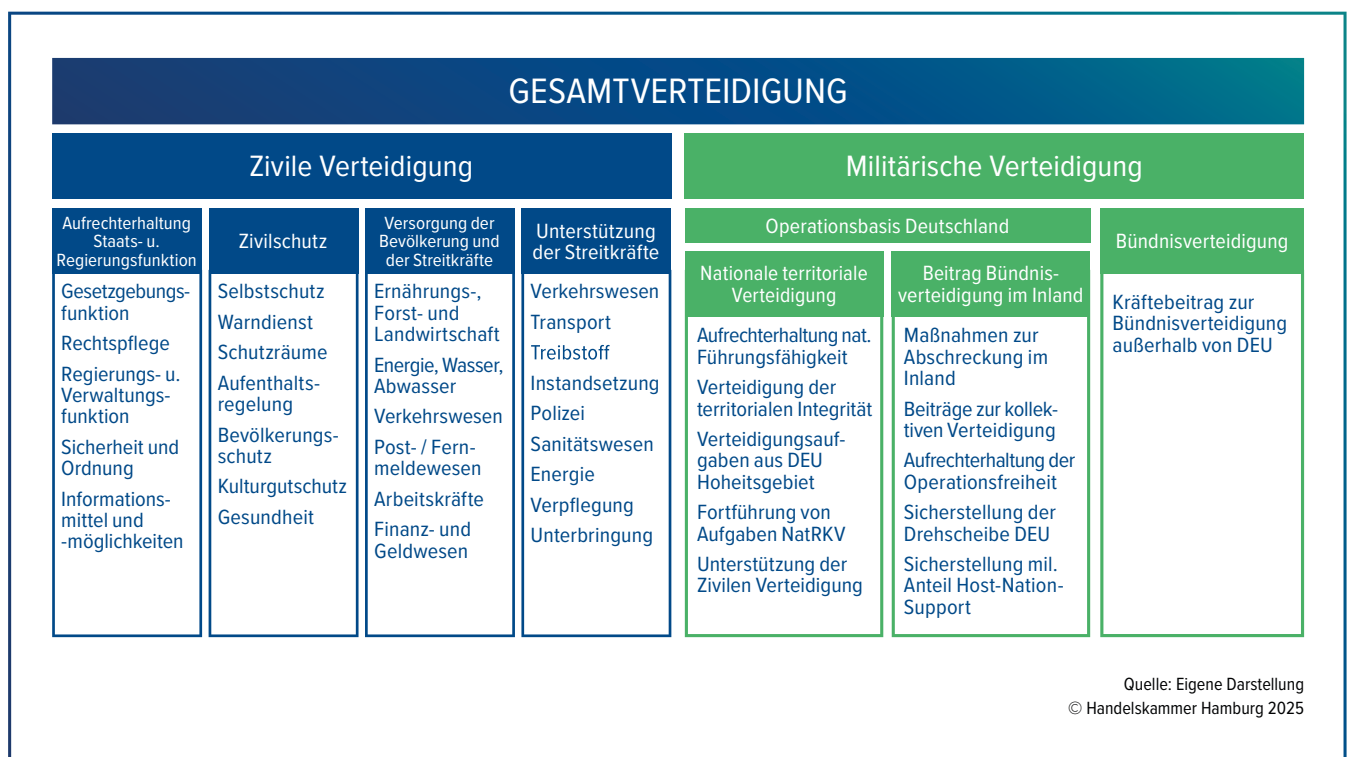 GESAMTVERTEIDIGUNG
Zivile Verteidigung
Militärische Verteidigung
Aufrechterhaltung
Staats- u.
Regierungsfunktion
Gesetzgebungs-
funktion
Rechtspflege
Regierungs- u.
Verwaltungs-
funktion
Sicherheit und
Ordnung
Informations-
mittel und
-möglichkeiten
Zivilschutz
Selbstschutz
Warndienst
Schutzräume
Aufenthalts-
regelung
Bevölkerungs-
schutz
Kulturgutschutz
Gesundheit
Versorgung der
Bevölkerung und
der Streitkräfte
Ernährungs-,
Forst- und
Landwirtschaft
Energie, Wasser,
Abwasser
Verkehrswesen
Post- / Fern-
meldewesen
Arbeitskräfte
Finanz- und
Geldwesen
Unterstützung
der Streitkräfte
Verkehrswesen
Transport
Treibstoff
Instandsetzung
Polizei
Sanitätswesen
Energie
Verpflegung
Unterbringung
Operationsbasis Deutschland
Nationale territoriale
Verteidigung
Aufrechterhaltung nat.
Führungsfähigkeit
Verteidigung der
territorialen Integrität
Verteidigungsauf-
gaben aus DEU
Hoheitsgebiet
Fortführung von
Aufgaben NatRKV
Unterstützung der
Zivilen Verteidigung
Beitrag Bündnis-
verteidigung im Inland
Maßnahmen zur
Abschreckung im
Inland
Beiträge zur kollek-
tiven Verteidigung
Aufrechterhaltung der
Operationsfreiheit
Sicherstellung der
Drehscheibe DEU
Sicherstellung mil.
Anteil Host-Nation-
Support
Bündnisverteidigung
Kräftebeitrag zur
Bündnisverteidigung
außerhalb von DEU
Quelle: Eigene Darstellung
© Handelskammer Hamburg 2025